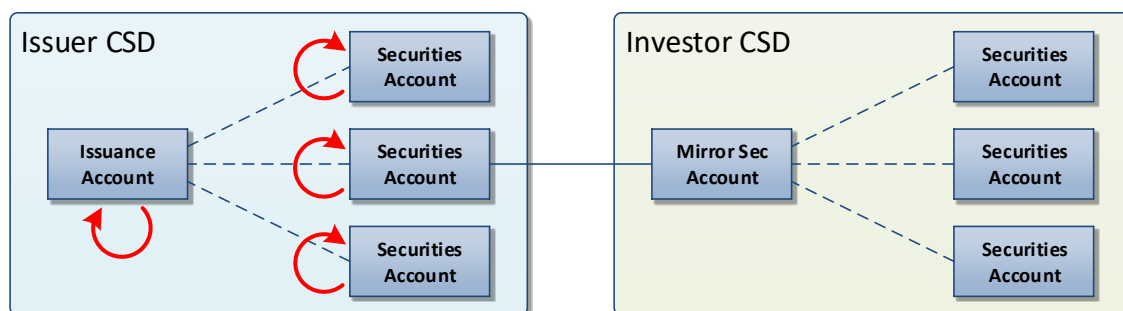 Issuer CSD
Securities
Account
Issuance
Account
Securities
Account
Securities
Account
Investor CSD
Mirror Sec
Account
Securities
Account
Securities
Account
Securities
Account